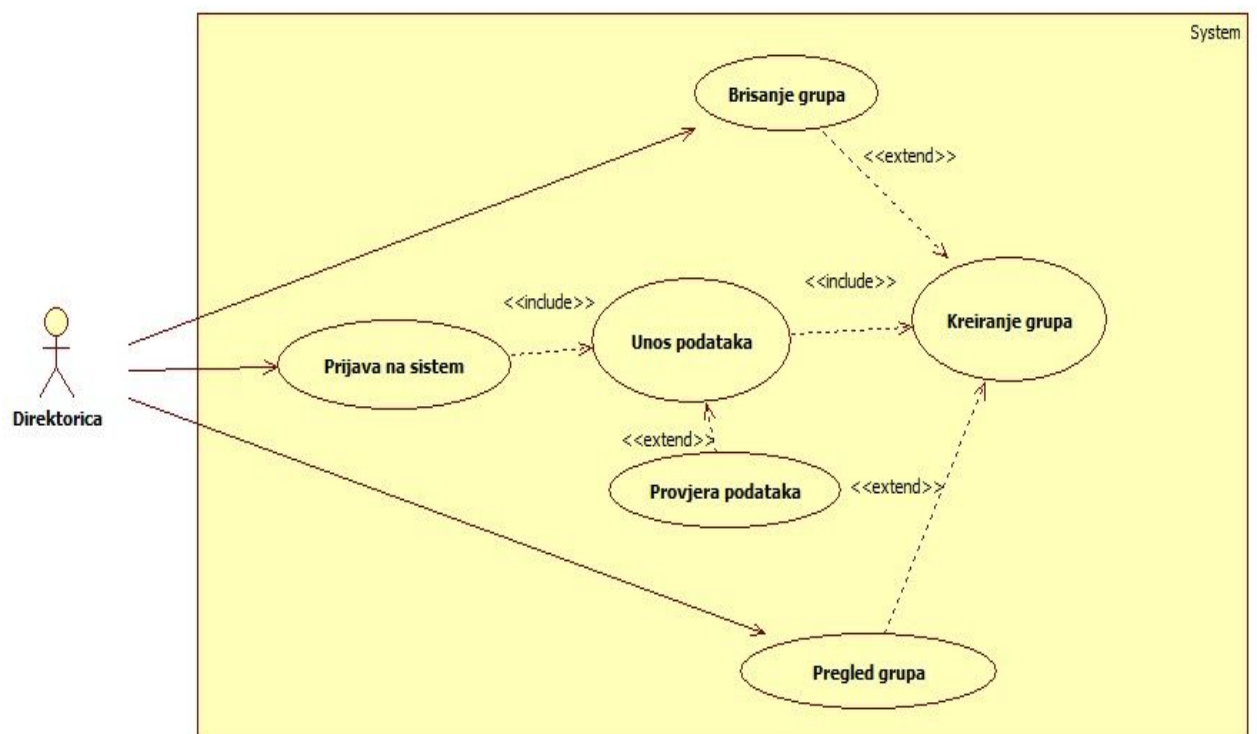 System
Brisanje grupa
<<extend>>
<<include>>
<<include>>
Unos podataka
Kreiranje grupa
Prijava na sistem
Direktorica
<<extend>>
Provjera podataka
<<extend>>
Pregled grupa